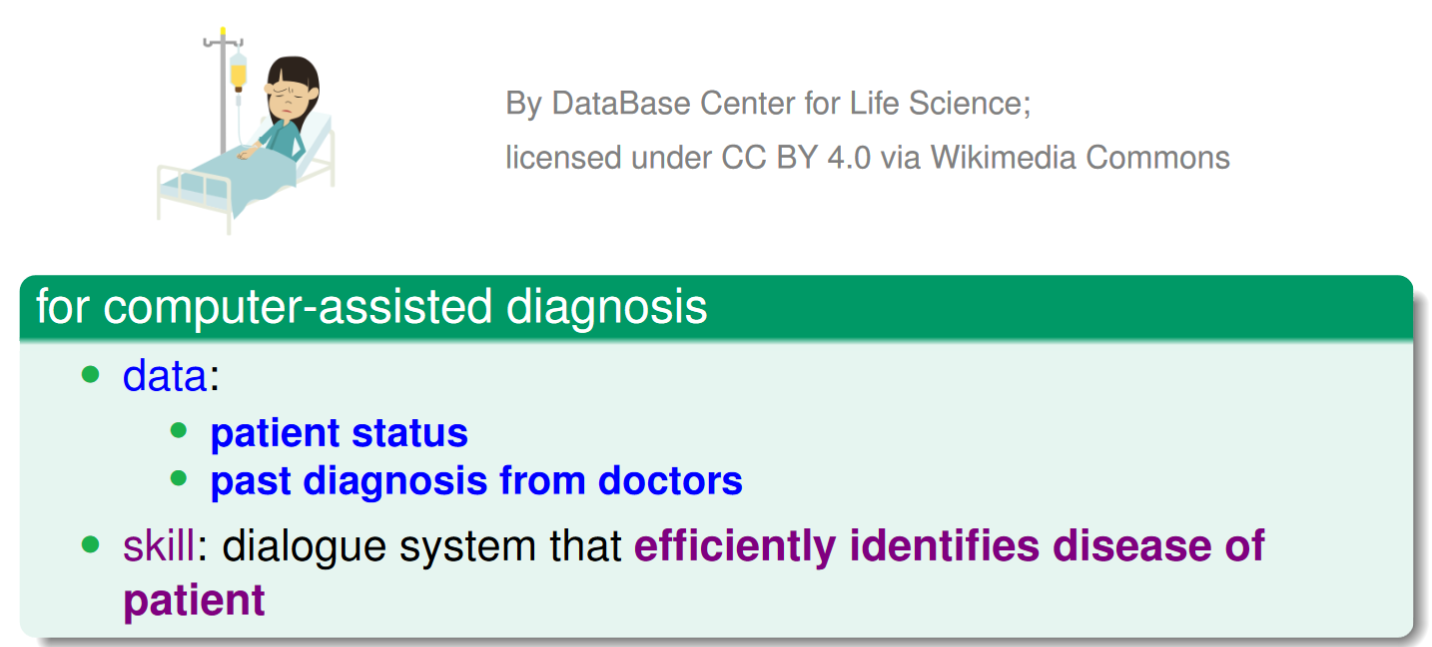 By DataBase Center for Life Science;
licensed under CC BY 4.0 via Wikimedia Commons
for computer-assisted diagnosis
• data:
• patient status
• past diagnosis from doctors
• skill: dialogue system that efficiently identifies disease of
patient